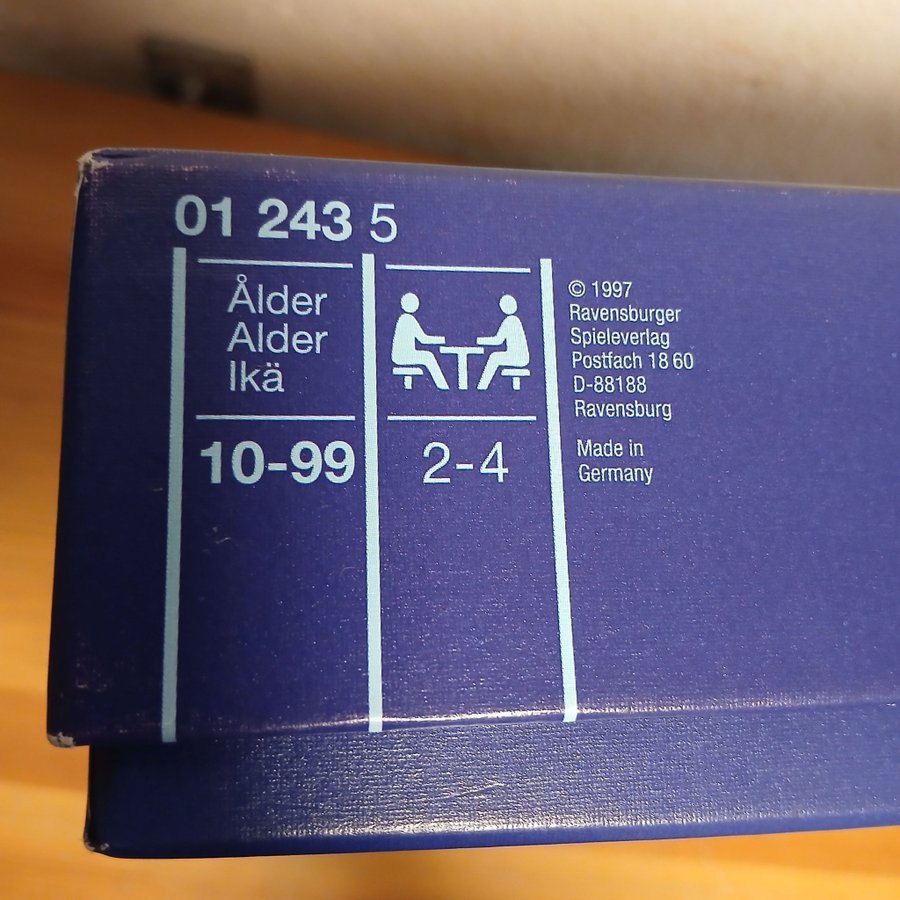 01 243 5
Ålder
Alder
Ikä
10-99
2-4
© 1997
Ravensburger
Spieleverlag
Postfach 18 60
D-88188
Ravensburg
Made in
Germany